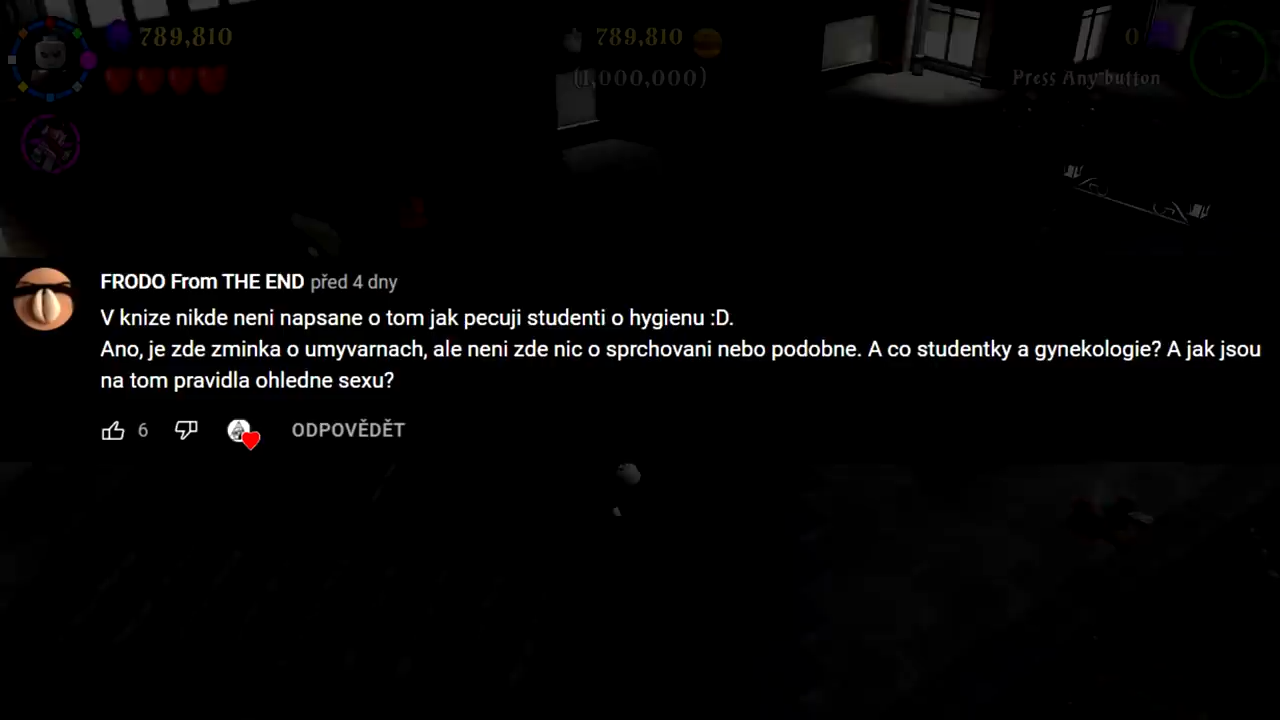 789,810 789,810 0
(1,000,000) Press Any button
FRODO From THE END před 4 dny
V knize nikde neni napsane o tom jak pecuji studenti o hygienu :D.
Ano, je zde zminka o umyvarnach, ale neni zde nic o sprchovani nebo podobne. A co studentky a gynekologie? A jak jsou
na tom pravidla ohledne sexu?
6 ODPOVĚDĚT